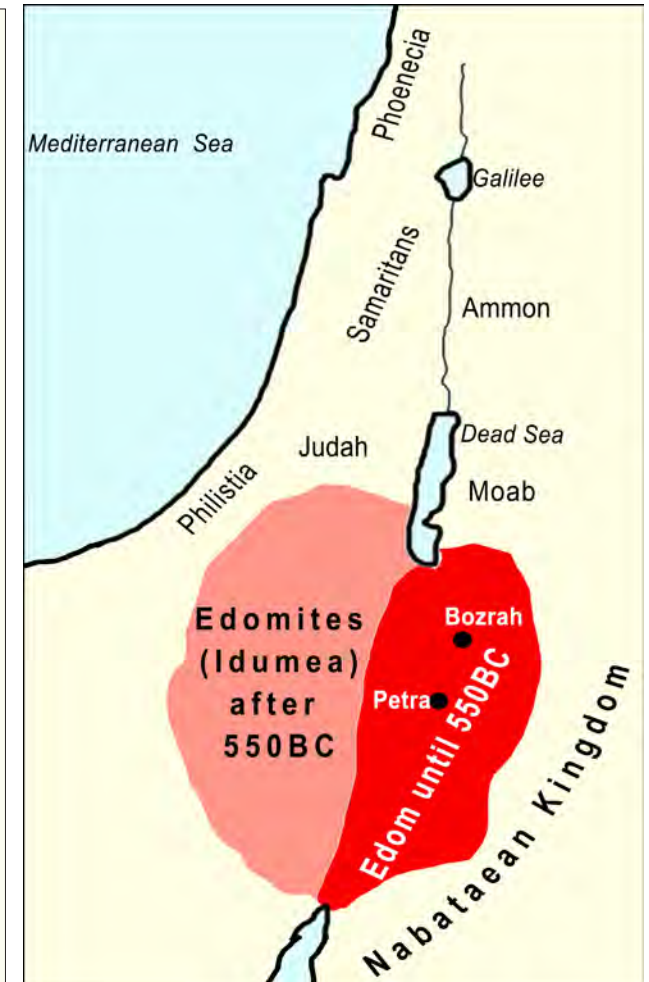 Phoenecia
Mediterranean Sea
Galilee
Samaritans
Ammon
Dead Sea
Judah
Moab
Philistia
Edomites
(Idumea)
after
550BC
Bozrah
Petra
Edom until 550BC
Nabataean Kingdom